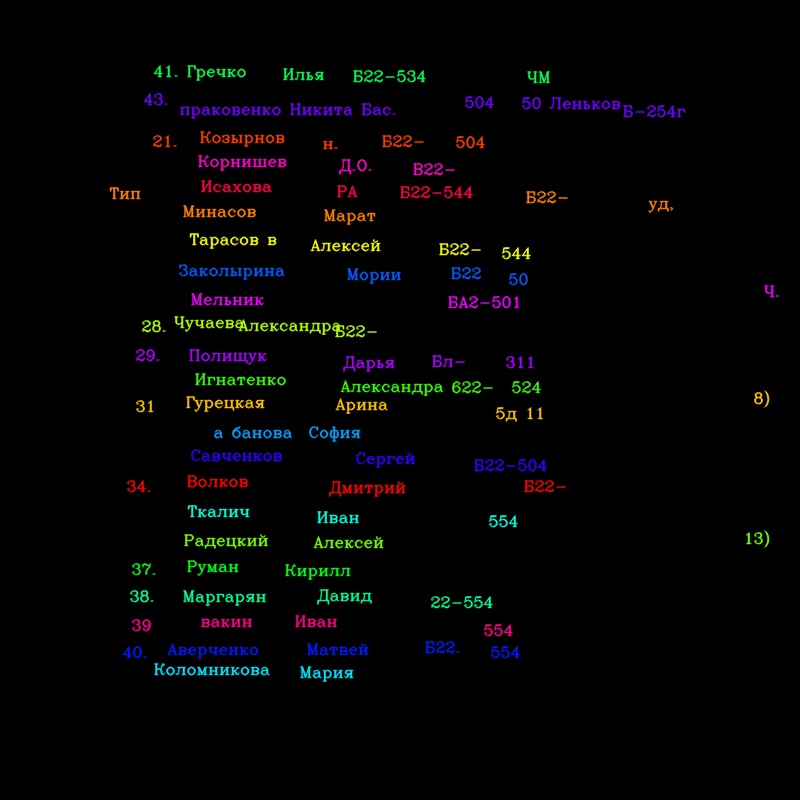 41. Гречко Илья Б22-534 ЧМ
43. праковенко Никита Вас. 504 50 Леньков Б-254г
21. Козырнов н. Б22- 504
Корнишев Д.О. В22-
Тип Исахова РА Б22-544 Б22- уд,
Минасов Марат
Тарасов в Алексей Б22- 544
Заколырина Мории Б22 50
Мельник БА2-501 Ч.
28. Чучаева Александра Б22-
29. Полищук Дарья Бл- 311
Игнатенко Александра 622- 524
31 Гурецкая Арина 5д 11 8)
а банова София
Савченков Сергей Б22-504
34. Волков Дмитрий Б22-
Ткалич Иван 554
Радецкий Алексей 13)
37. Руман Кирилл
38. Маргарян Давид 22-554
39 вакин Иван 554
40. Аверченко Матвей Б22. 554
Коломникова Мария